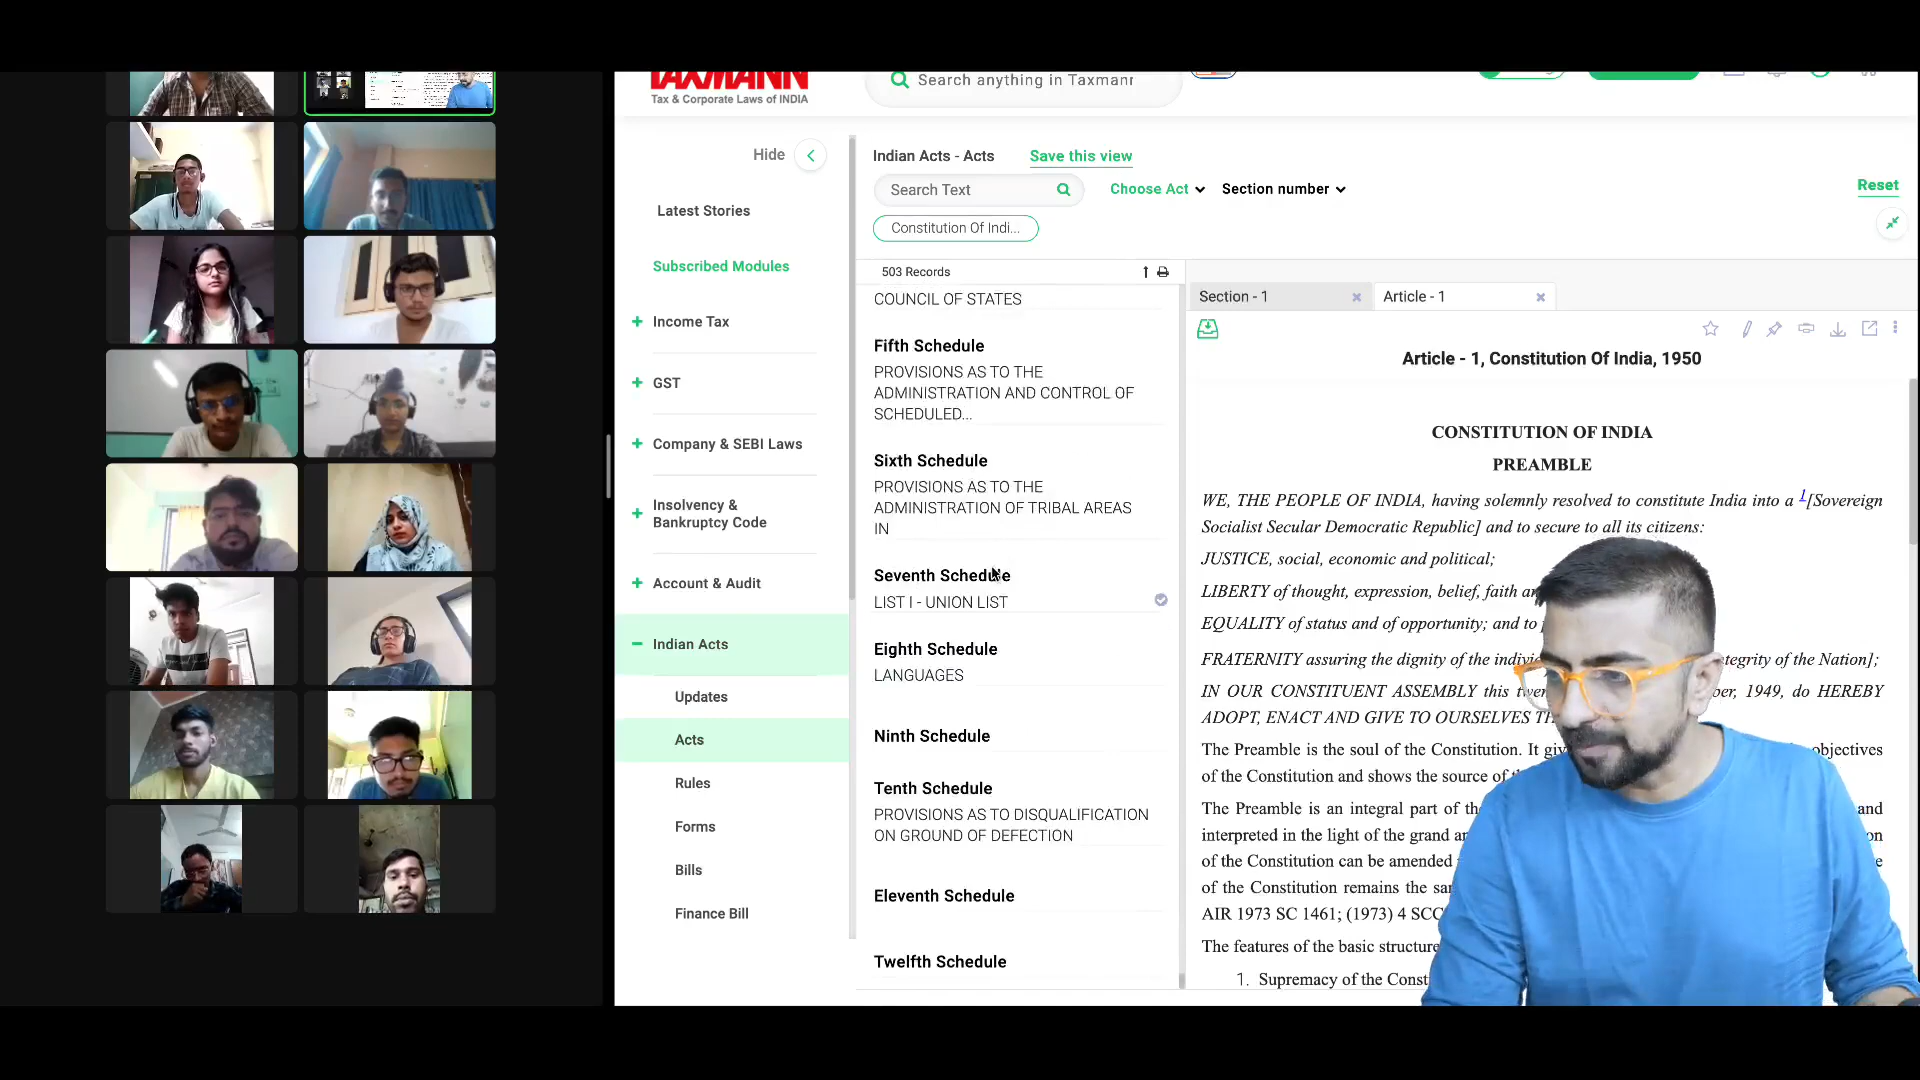 TAXMANN
Tax & Corporate Laws of INDIA
Search anything in Taxmann
Hide
Latest Stories
Subscribed Modules
Income Tax
GST
Company & SEBI Laws
Insolvency &
Bankruptcy Code
Account & Audit
Indian Acts
Updates
Acts
Rules
Forms
Bills
Finance Bill
Indian Acts - Acts
Save this view
Search Text
Choose Act
Section number
Reset
Constitution Of Indi...
503 Records
COUNCIL OF STATES
Fifth Schedule
PROVISIONS AS TO THE
ADMINISTRATION AND CONTROL OF
SCHEDULED...
Sixth Schedule
PROVISIONS AS TO THE
ADMINISTRATION OF TRIBAL AREAS
IN
Seventh Schedule
LIST I - UNION LIST
Eighth Schedule
LANGUAGES
Ninth Schedule
Tenth Schedule
PROVISIONS AS TO DISQUALIFICATION
ON GROUND OF DEFECTION
Eleventh Schedule
Twelfth Schedule
Section - 1
Article - 1
Article - 1, Constitution Of India, 1950
CONSTITUTION OF INDIA
PREAMBLE
WE, THE PEOPLE OF INDIA, having solemnly resolved to constitute India into a 1[Sovereign
Socialist Secular Democratic Republic] and to secure to all its citizens:
JUSTICE, social, economic and political;
LIBERTY of thought, expression, belief, faith
EQUALITY of status and of opportunity; and to
FRATERNITY assuring the dignity of the tegrity of the Nation];
IN OUR CONSTITUENT ASSEMBLY this 1949, do HEREBY
ADOPT, ENACT AND GIVE TO OURSELVES
The Preamble is the soul of the Constitution. It objectives
of the Constitution and shows the source of
The Preamble is an integral part of and
interpreted in the light of the grand on
of the Constitution can be amended
of the Constitution remains the
AIR 1973 SC 1461; (1973) 4 SCC
The features of the basic structure
1. Supremacy of the